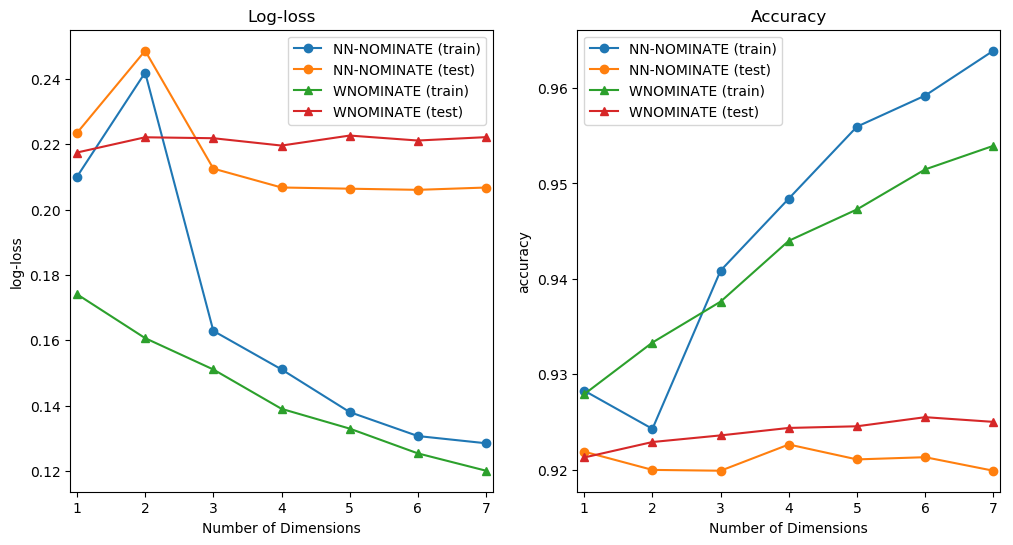 Log-loss
NN-NOMINATE (train)
NN-NOMINATE (test)
WNOMINATE (train)
WNOMINATE (test)
log-loss
0.24
0.22
0.20
0.18
0.16
0.14
0.12
1 2 3 4 5 6 7
Number of Dimensions
Accuracy
NN-NOMINATE (train)
NN-NOMINATE (test)
WNOMINATE (train)
WNOMINATE (test)
accuracy
0.96
0.95
0.94
0.93
0.92
1 2 3 4 5 6 7
Number of Dimensions